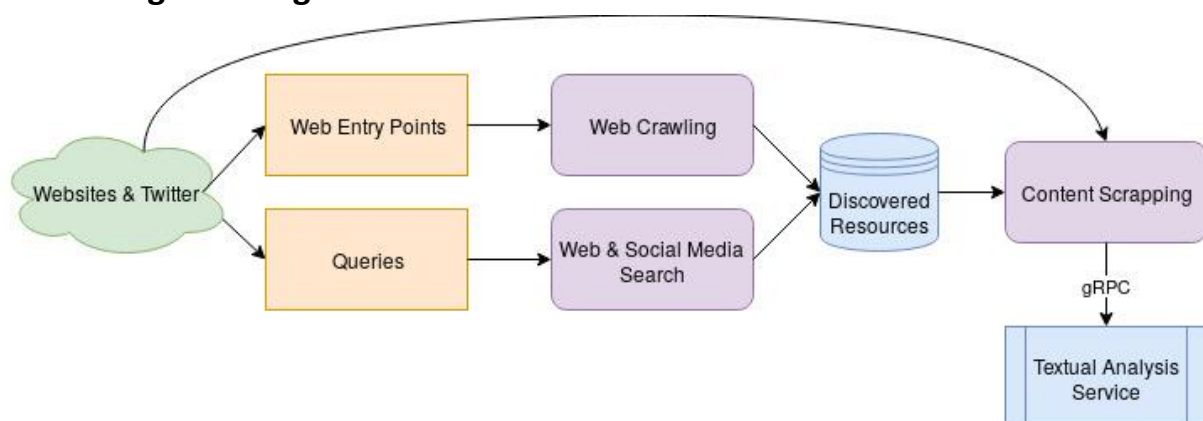 Web Entry Points
Web Crawling
Websites & Twitter
Discovered
Resources
Content Scrapping
Queries
Web & Social Media
Search
gRPC
Textual Analysis
Service